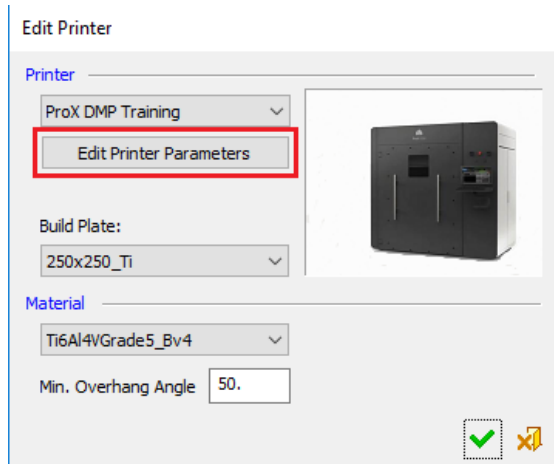 Edit Printer
Printer
ProX DMP Training
Edit Printer Parameters
Build Plate:
250x250_Ti
Material
Ti6Al4VGrade5_Bv4
Min. Overhang Angle 50.